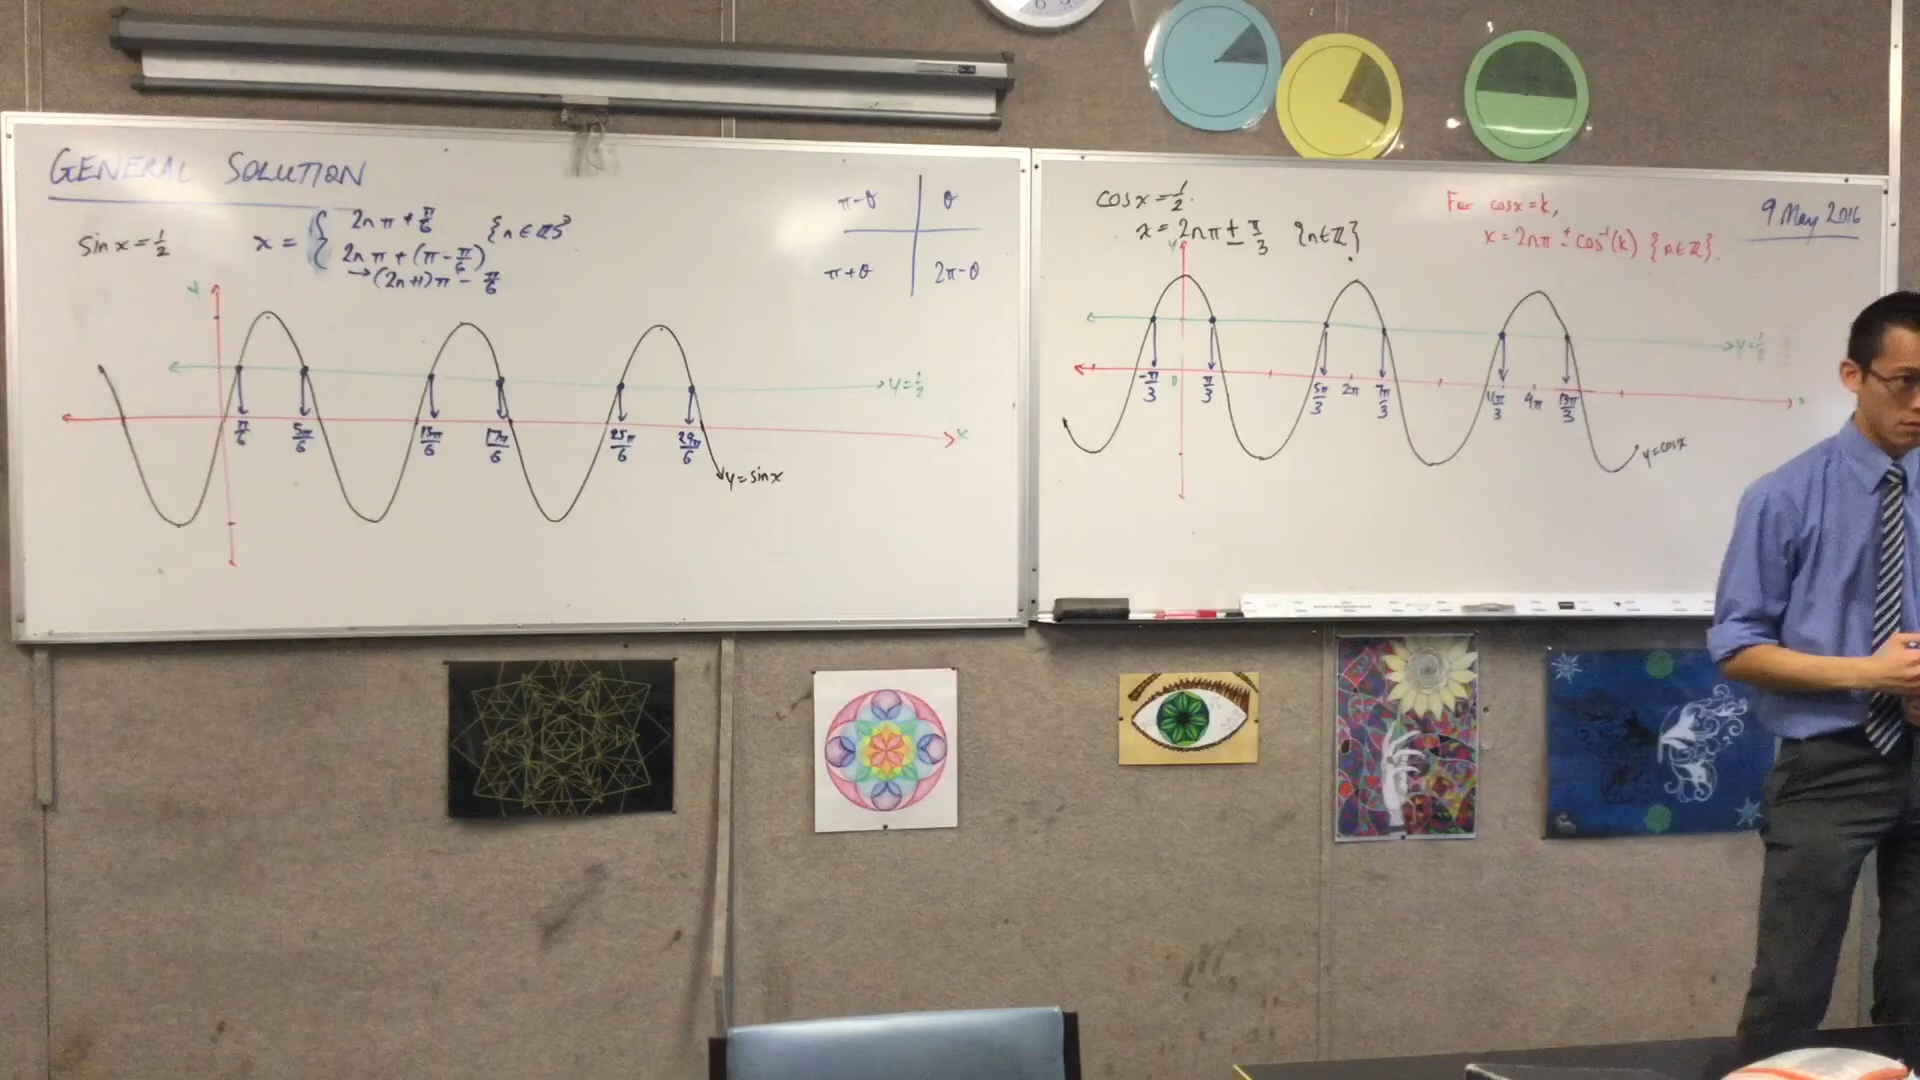 GENERAL SOLUTION
sin x = 1/2
x = { 2nπ + π/6 {n∈ℤ}
2nπ + (π - π/6)
→ (2n+1)π - π/6
π-θ θ
π+θ 2π-θ
y
y = 1/2
π/6 5π/6 13π/6 17π/6 25π/6 29π/6
x
y = sin x
cos x = 1/2.
x = 2nπ ± π/3 {n∈ℤ}
For cos x = k,
x = 2nπ ± cos⁻¹(k) {n∈ℤ}.
9 May 2016
y
y = 1/2
-π/3 0 π/3 5π/3 2π 7π/3 11π/3 4π 13π/3
x
y = cos x